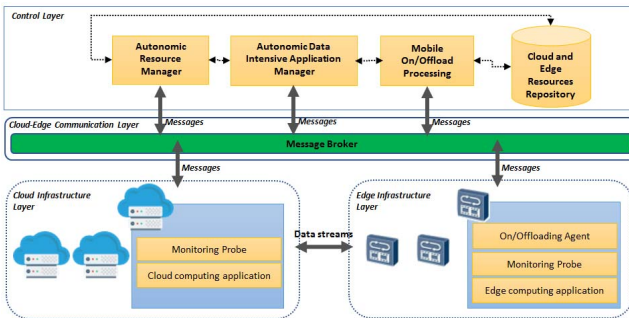 Control Layer
Autonomic
Resource
Manager
Autonomic Data
Intensive Application
Manager
Mobile
On/Offload
Processing
Cloud and
Edge
Resources
Repository
Messages
Messages
Messages
Cloud-Edge Communication Layer
Message Broker
Messages
Messages
Cloud Infrastructure
Layer
Monitoring Probe
Cloud computing application
Data streams
Edge Infrastructure
Layer
On/Offloading Agent
Monitoring Probe
Edge computing application